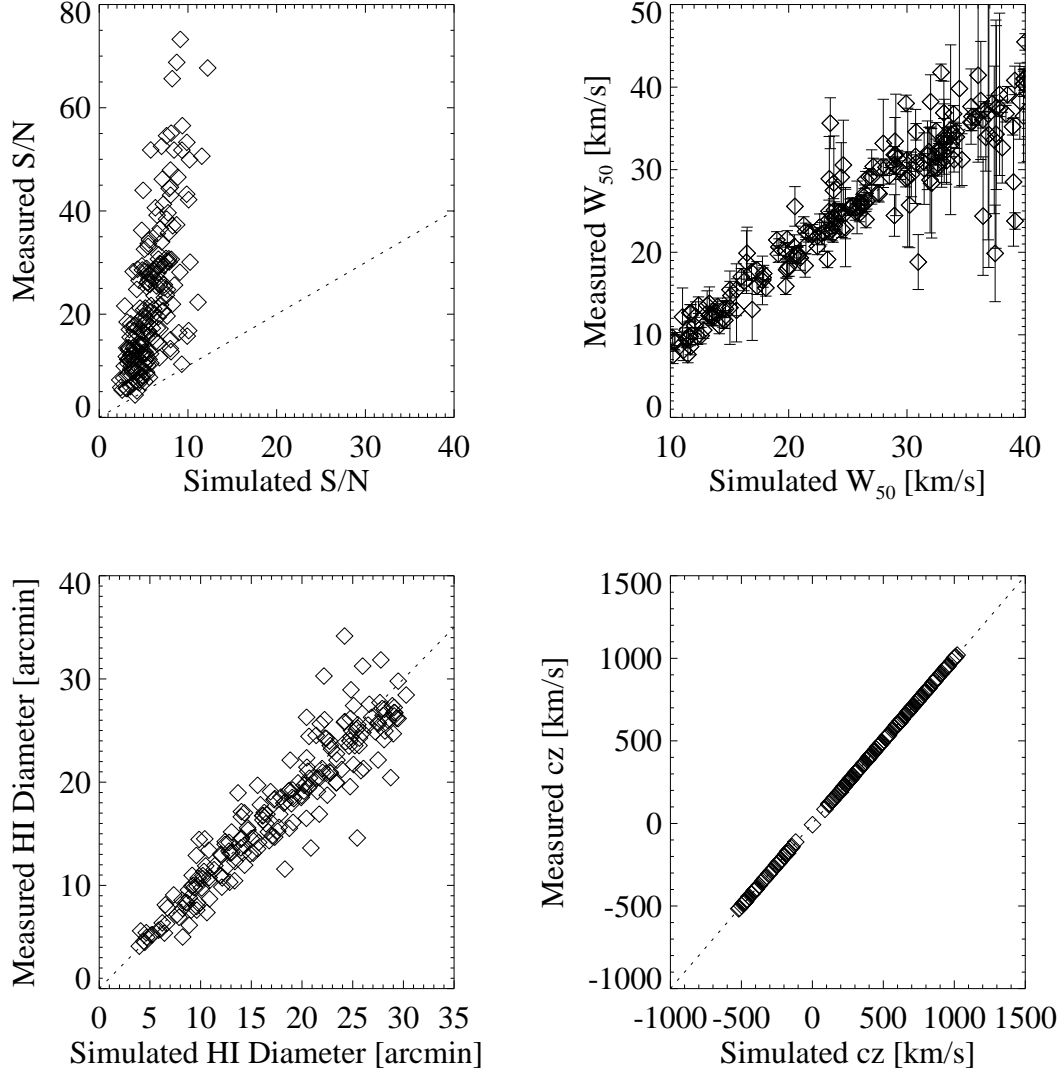 80
60
40
20
0
Measured S/N
0 10 20 30 40
Simulated S/N
50
40
30
20
10
0
Measured W50 [km/s]
10 20 30 40
Simulated W50 [km/s]
40
30
20
10
0
Measured HI Diameter [arcmin]
0 5 10 15 20 25 30 35
Simulated HI Diameter [arcmin]
1500
1000
500
0
-500
-1000
Measured cz [km/s]
-1000 -500 0 500 1000 1500
Simulated cz [km/s]